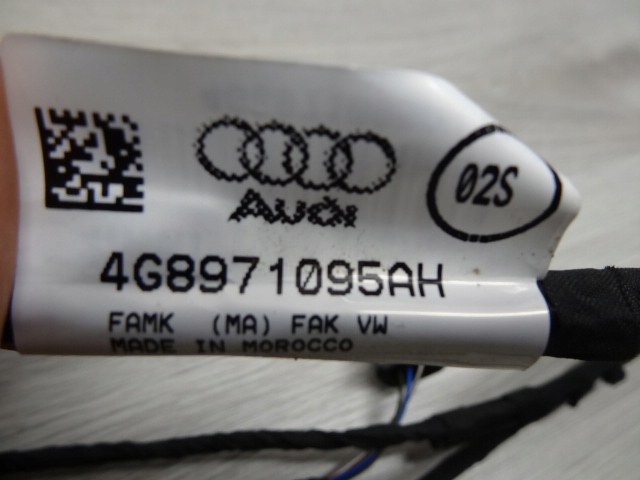 Audi
02S
4G8971095AH
FAMK (MA) FAK VW
MADE IN MOROCCO